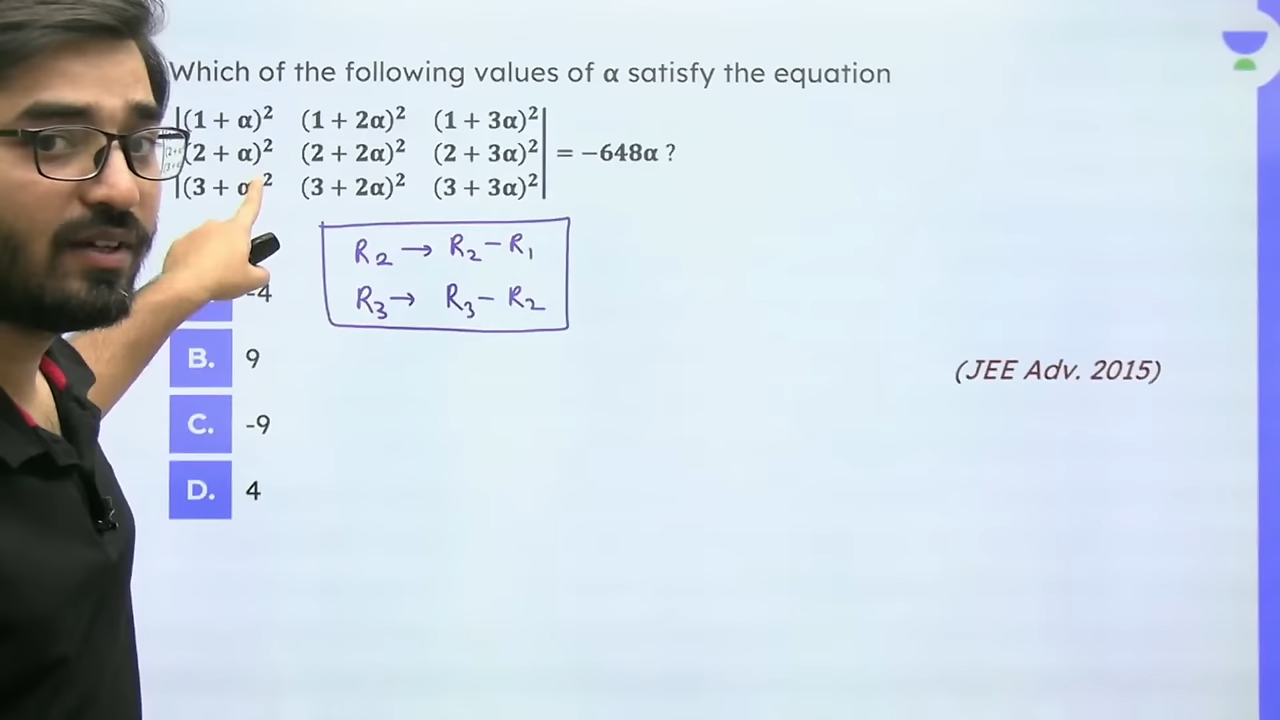 Which of the following values of α satisfy the equation
|(1 + α)² (1 + 2α)² (1 + 3α)²|
|(2 + α)² (2 + 2α)² (2 + 3α)²| = −648α ?
|(3 + α)² (3 + 2α)² (3 + 3α)²|
R₂ → R₂ − R₁
-4
R₃ → R₃ − R₂
B. 9
(JEE Adv. 2015)
C. -9
D. 4